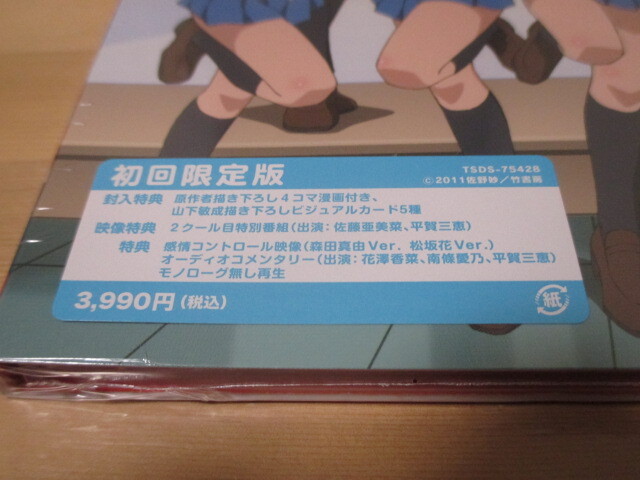 初回限定版
TSDS-75428
©2011佐野妙／竹書房
封入特典 原作者描き下ろし4コマ漫画付き、
山下敏成描き下ろしビジュアルカード5種
映像特典 2クール目特別番組(出演：佐藤亜美菜、平賀三恵)
特典 感情コントロール映像(森田真由Ver．松坂花Ver．)
オーディオコメンタリー(出演：花澤香菜、南條愛乃、平賀三恵)
モノローグ無し再生
3,990円(税込)
紙